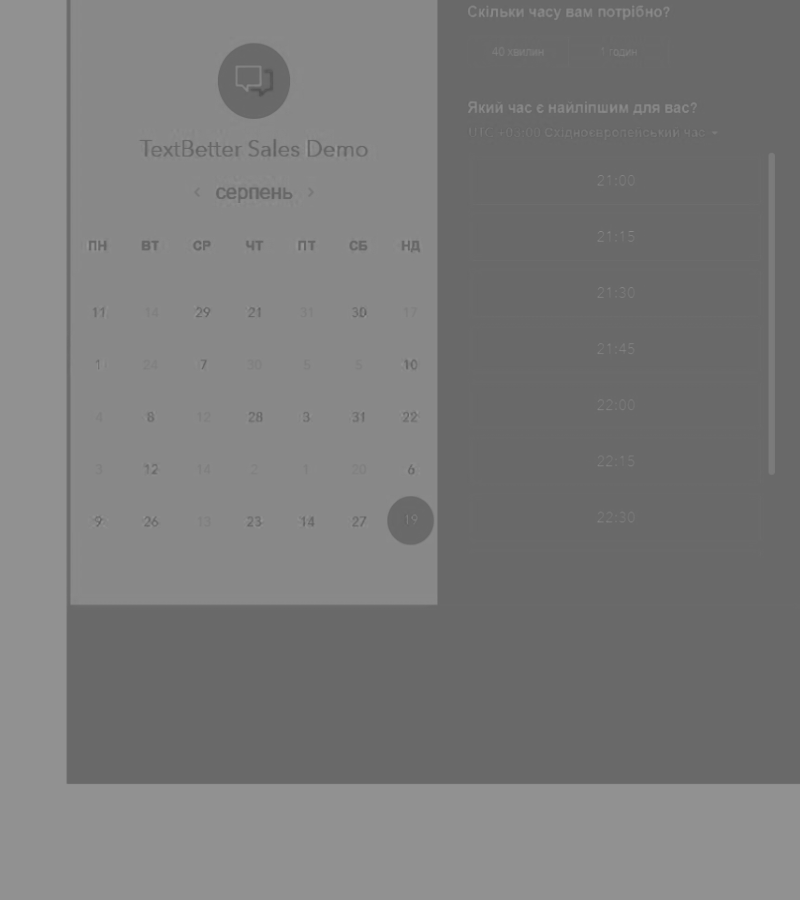 TextBetter Sales Demo
‹ серпень ›
ПН ВТ СР ЧТ ПТ СБ НД
11 14 29 21 31 30 17
1 24 7 30 5 5 10
4 8 12 28 3 31 22
3 12 14 2 1 20 6
9 26 13 23 14 27 19
Скільки часу вам потрібно?
40 хвилин 1 годин
Який час є найліпшим для вас?
UTC +03:00 Східноєвропейський час
21:00
21:15
21:30
21:45
22:00
22:15
22:30